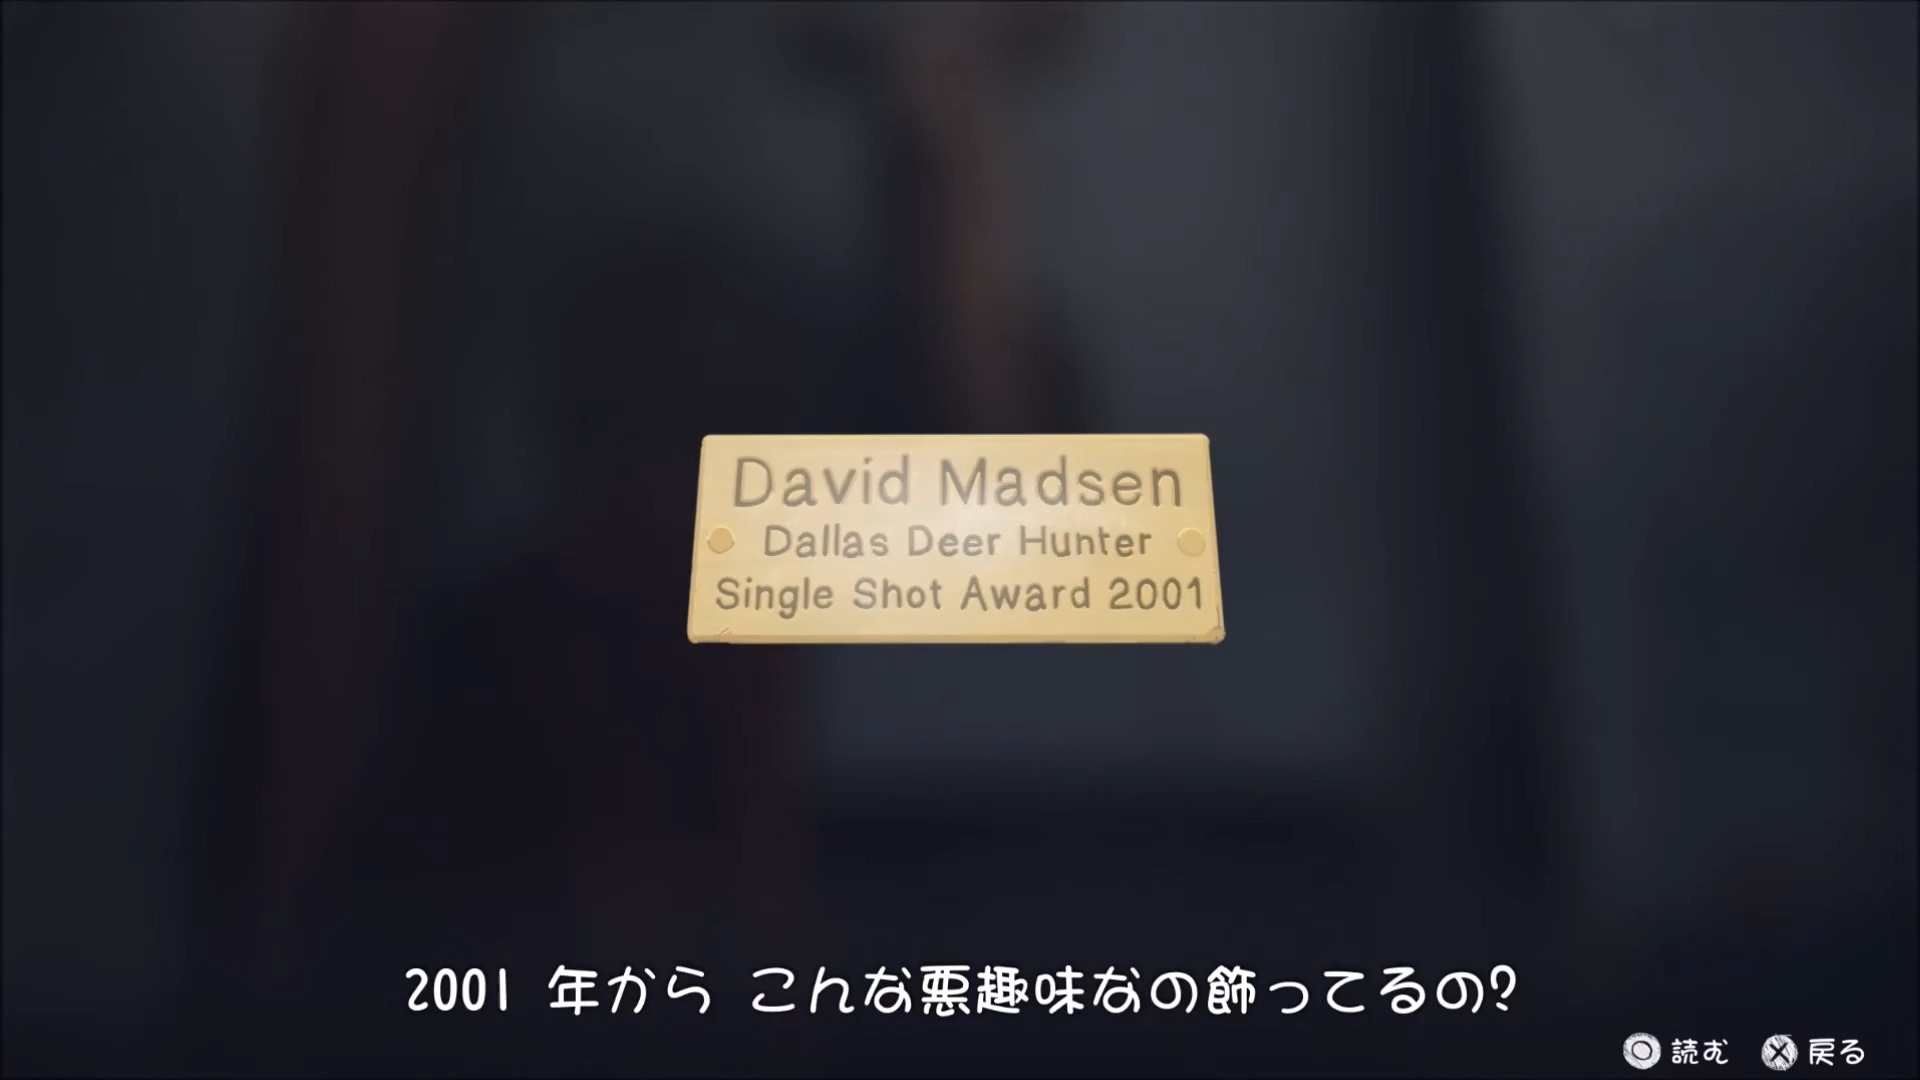 David Madsen
Dallas Deer Hunter
Single Shot Award 2001
2001 年から こんな悪趣味なの飾ってるの?
読む 戻る